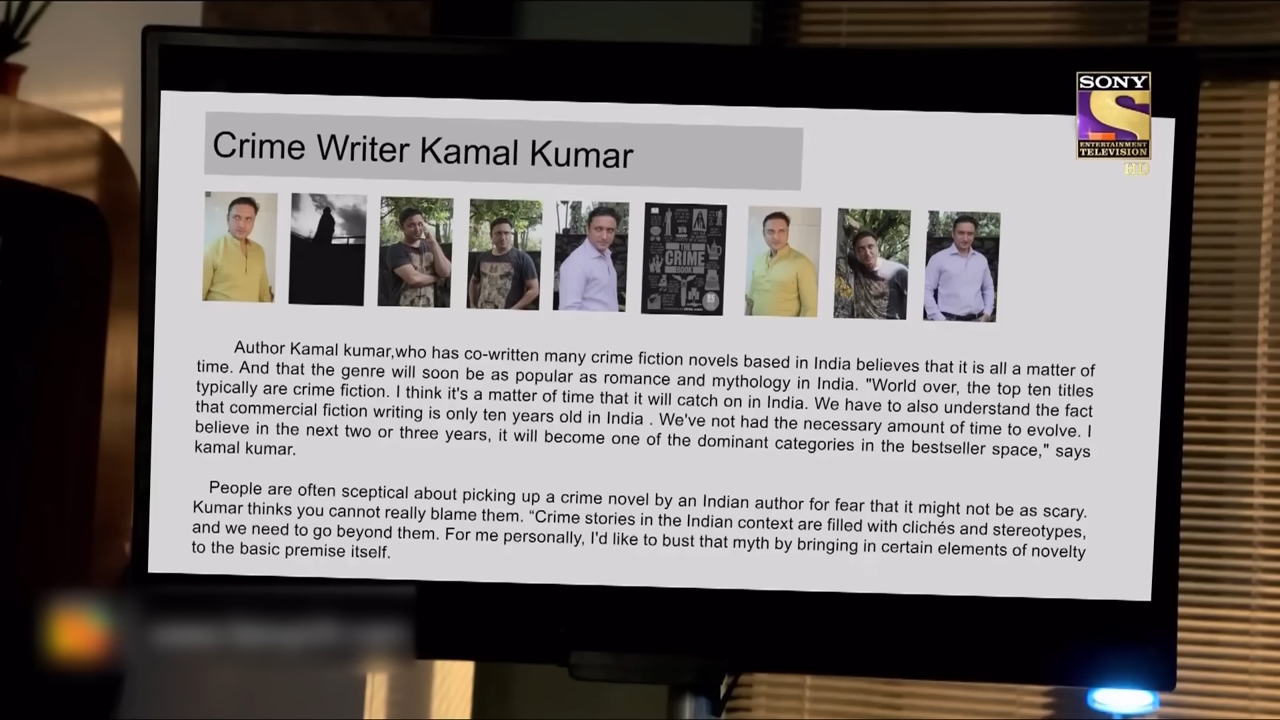 SONY
ENTERTAINMENT
TELEVISION
HD
Crime Writer Kamal Kumar
THE
CRIME
BOOK
Author Kamal kumar,who has co-written many crime fiction novels based in India believes that it is all a matter of
time. And that the genre will soon be as popular as romance and mythology in India. "World over, the top ten titles
typically are crime fiction. I think it's a matter of time that it will catch on in India. We have to also understand the fact
that commercial fiction writing is only ten years old in India . We've not had the necessary amount of time to evolve. I
believe in the next two or three years, it will become one of the dominant categories in the bestseller space," says
kamal kumar.
People are often sceptical about picking up a crime novel by an Indian author for fear that it might not be as scary.
Kumar thinks you cannot really blame them. “Crime stories in the Indian context are filled with clichés and stereotypes,
and we need to go beyond them. For me personally, I'd like to bust that myth by bringing in certain elements of novelty
to the basic premise itself.